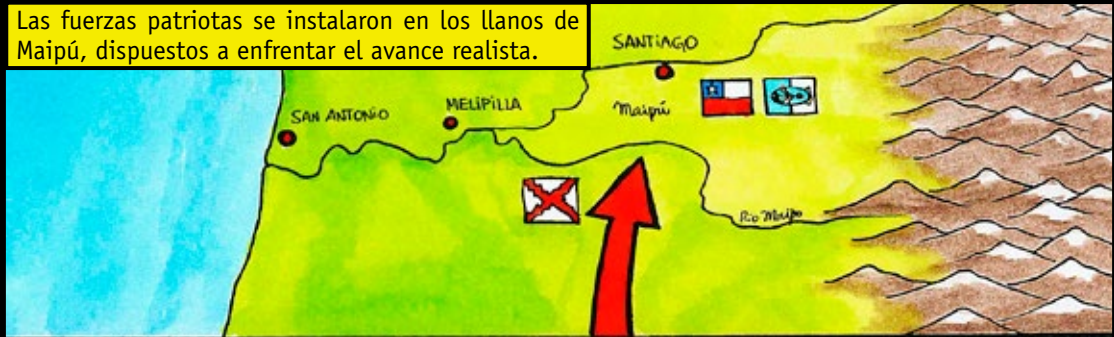 Las fuerzas patriotas se instalaron en los llanos de
Maipú, dispuestos a enfrentar el avance realista.
SANTIAGO
MELIPILLA
Maipú
SAN ANTONIO
Río Maipo